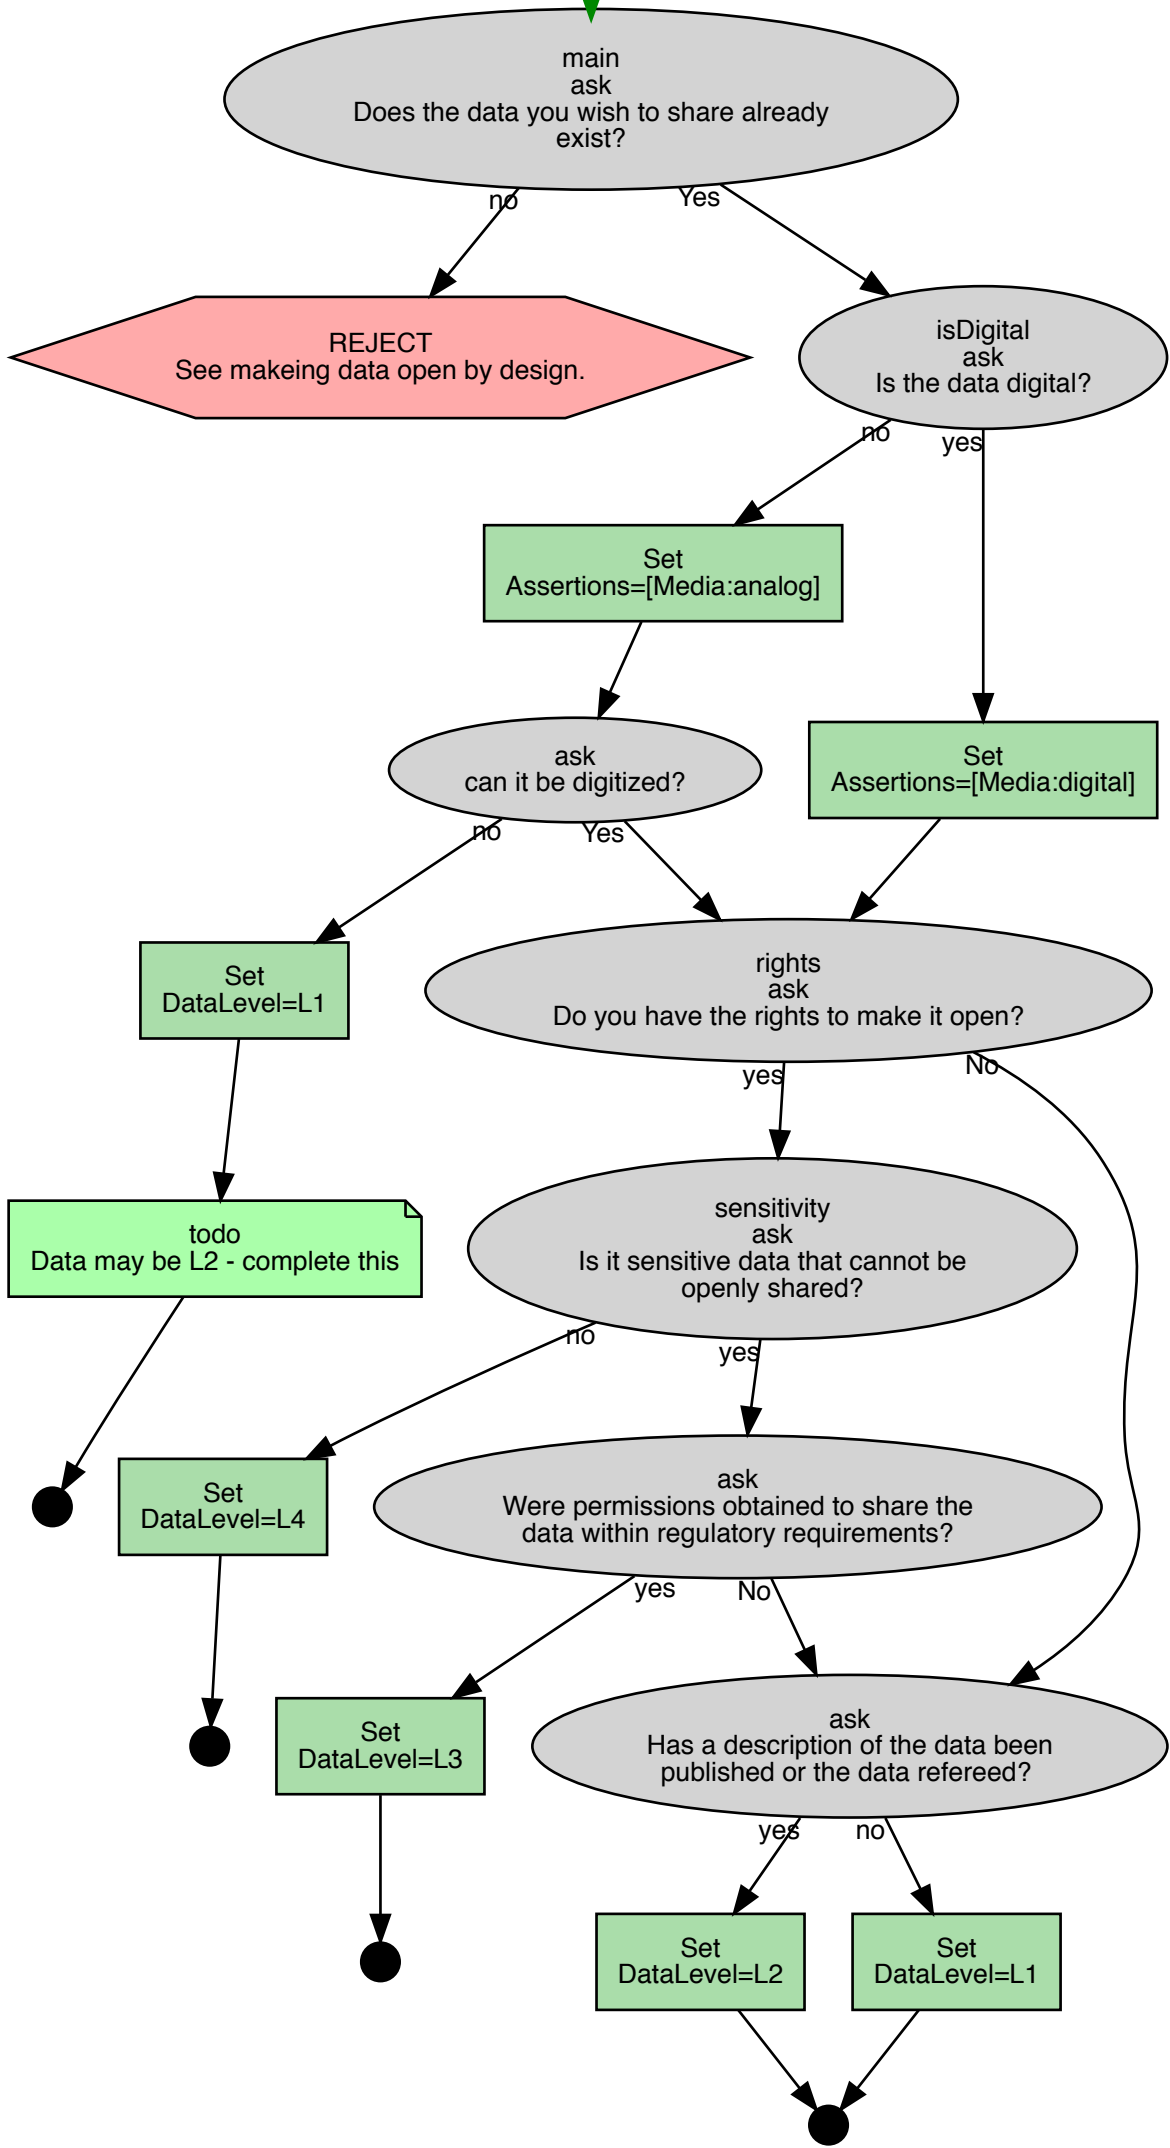 main
ask
Does the data you wish to share already
exist?
no
Yes
REJECT
See makeing data open by design.
isDigital
ask
Is the data digital?
no
yes
Set
Assertions=[Media:analog]
ask
can it be digitized?
Set
Assertions=[Media:digital]
no
Yes
Set
DataLevel=L1
rights
ask
Do you have the rights to make it open?
yes
No
todo
Data may be L2 - complete this
sensitivity
ask
Is it sensitive data that cannot be
openly shared?
no
yes
Set
DataLevel=L4
ask
Were permissions obtained to share the
data within regulatory requirements?
yes
No
Set
DataLevel=L3
ask
Has a description of the data been
published or the data refereed?
yes
no
Set
DataLevel=L2
Set
DataLevel=L1